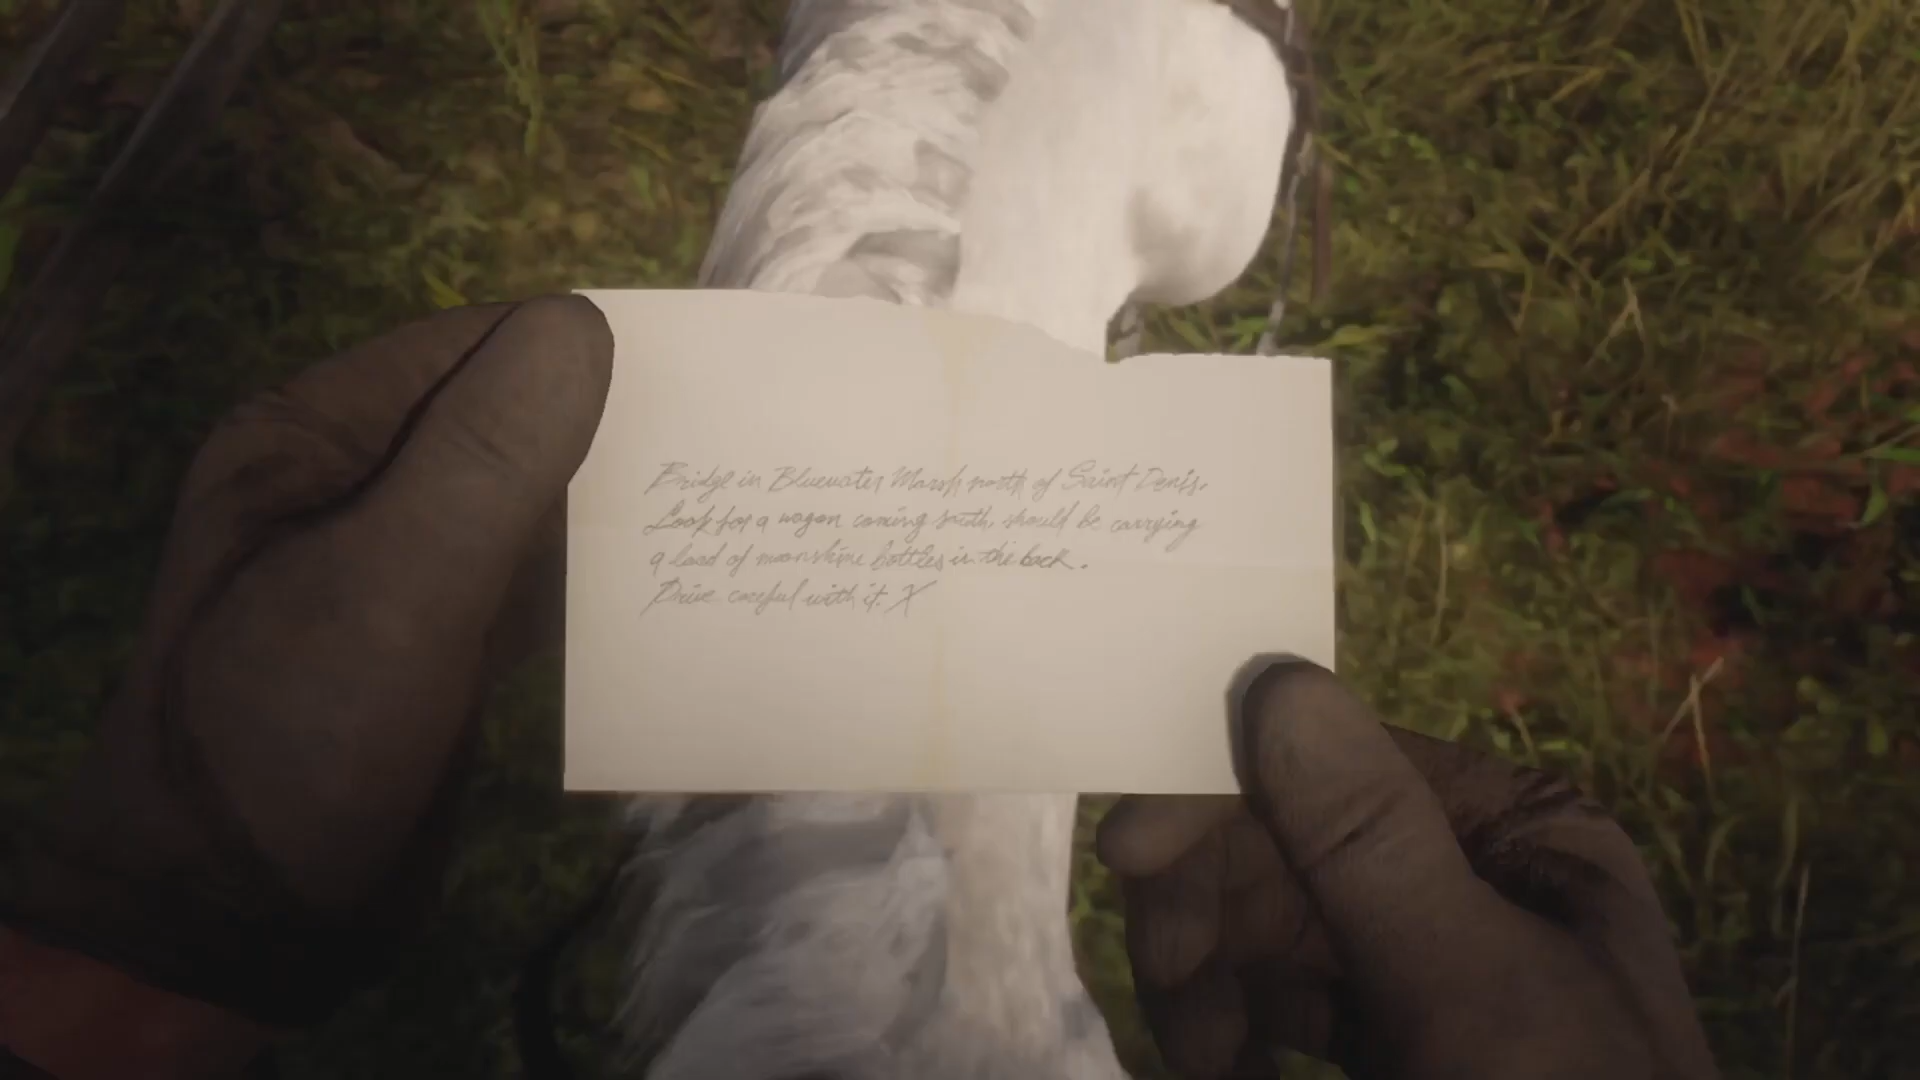 Bridge in Bluewater Marsh north of Saint Denis.
Look for a wagon coming south, should be carrying
a load of moonshine bottles in the back.
Drive careful with it. X